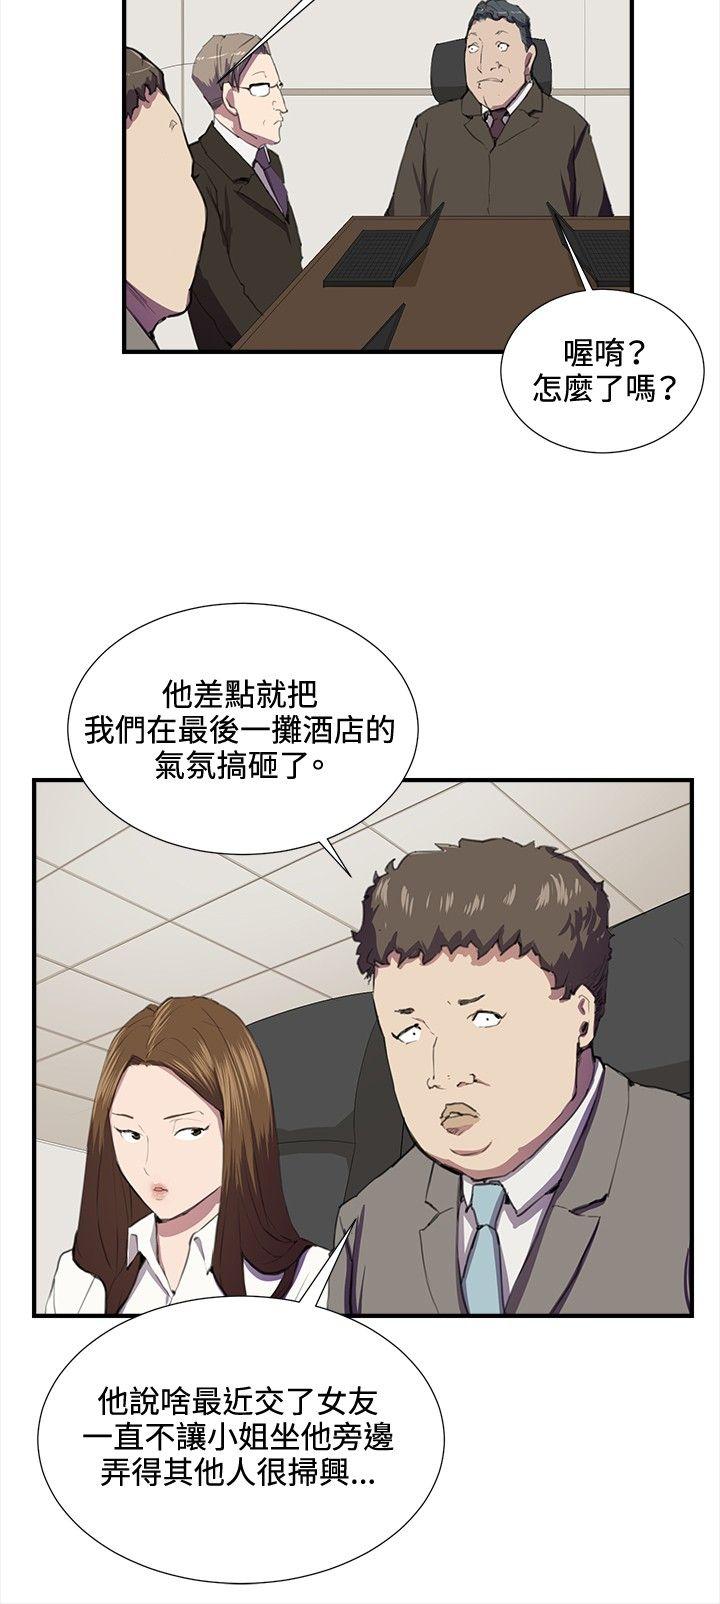 喔唷?
怎麼了嗎?
他差點就把
我們在最後一攤酒店的
氣氛搞砸了。
他說啥最近交了女友
一直不讓小姐坐他旁邊
弄得其他人很掃興...